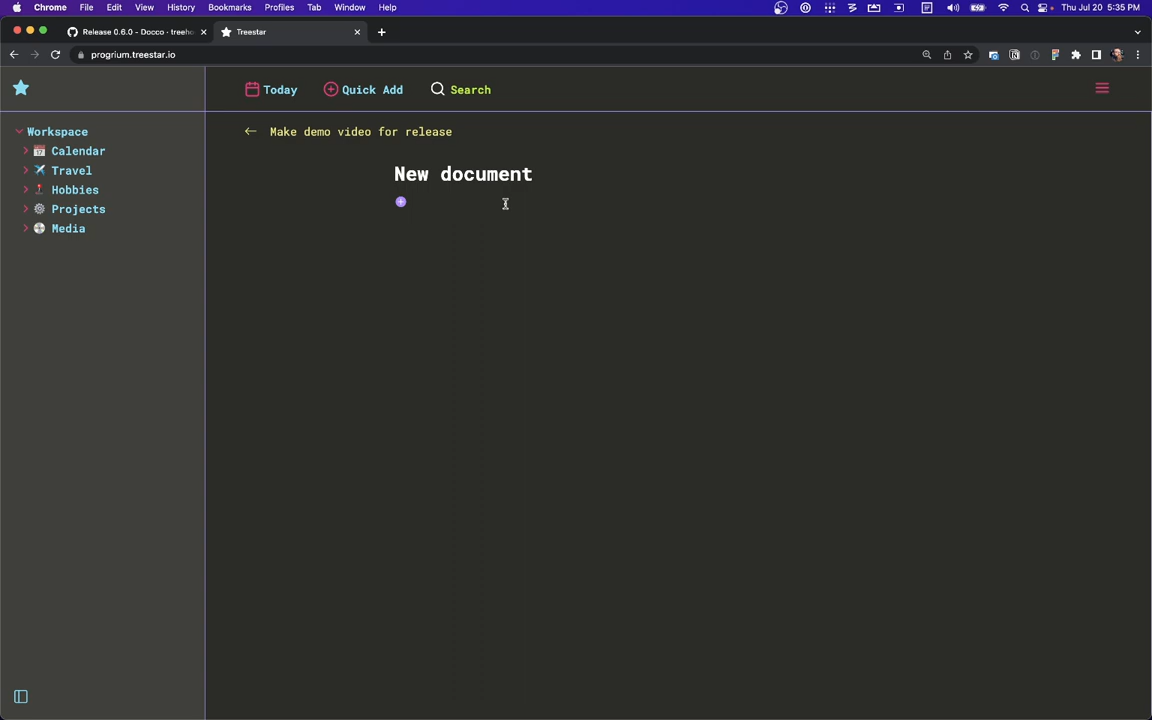 Chrome File Edit View History Bookmarks Profiles Tab Window Help Thu Jul 20 5:35 PM
Release 0.6.0 - Docco · treeho Treestar
progrium.treestar.io
Today Quick Add Search
Workspace
Calendar
Travel
Hobbies
Projects
Media
Make demo video for release
New document